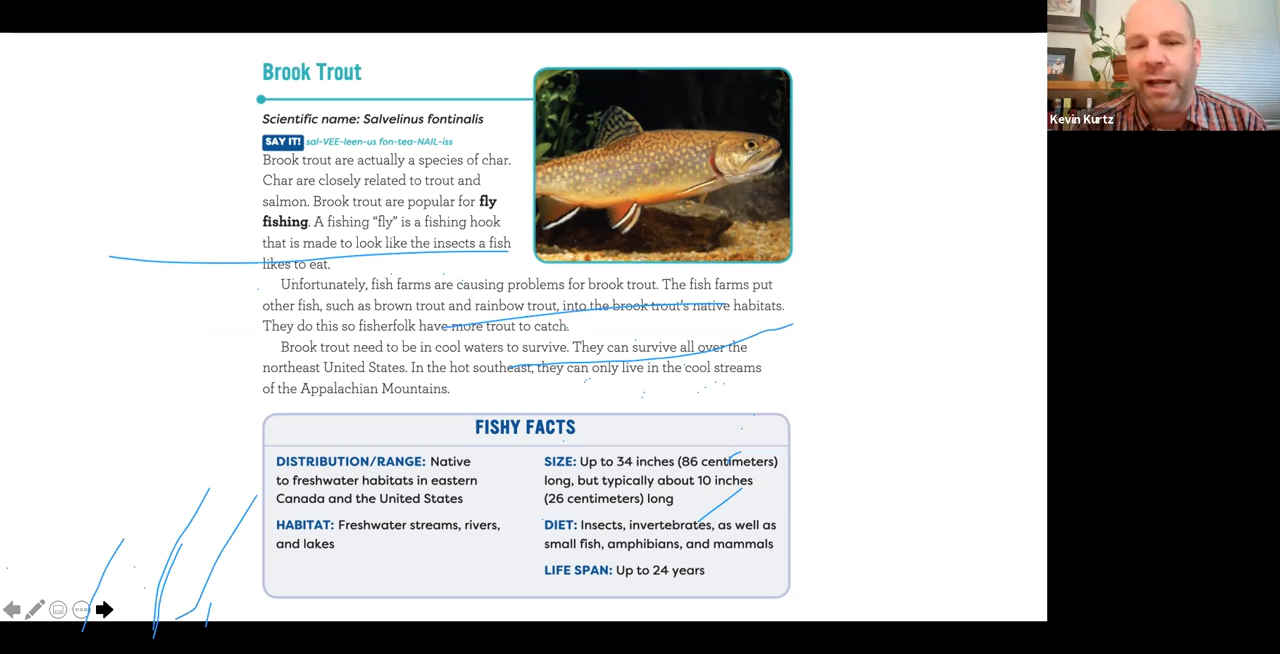 Brook Trout
Scientific name: Salvelinus fontinalis
SAY IT! sal-VEE-leen-us fon-tea-NAIL-iss
Brook trout are actually a species of char.
Char are closely related to trout and
salmon. Brook trout are popular for fly
fishing. A fishing “fly” is a fishing hook
that is made to look like the insects a fish
likes to eat.
Unfortunately, fish farms are causing problems for brook trout. The fish farms put
other fish, such as brown trout and rainbow trout, into the brook trout's native habitats.
They do this so fisherfolk have more trout to catch.
Brook trout need to be in cool waters to survive. They can survive all over the
northeast United States. In the hot southeast, they can only live in the cool streams
of the Appalachian Mountains.
FISHY FACTS
DISTRIBUTION/RANGE: Native
to freshwater habitats in eastern
Canada and the United States
HABITAT: Freshwater streams, rivers,
and lakes
SIZE: Up to 34 inches (86 centimeters)
long, but typically about 10 inches
(26 centimeters) long
DIET: Insects, invertebrates, as well as
small fish, amphibians, and mammals
LIFE SPAN: Up to 24 years
Kevin Kurtz